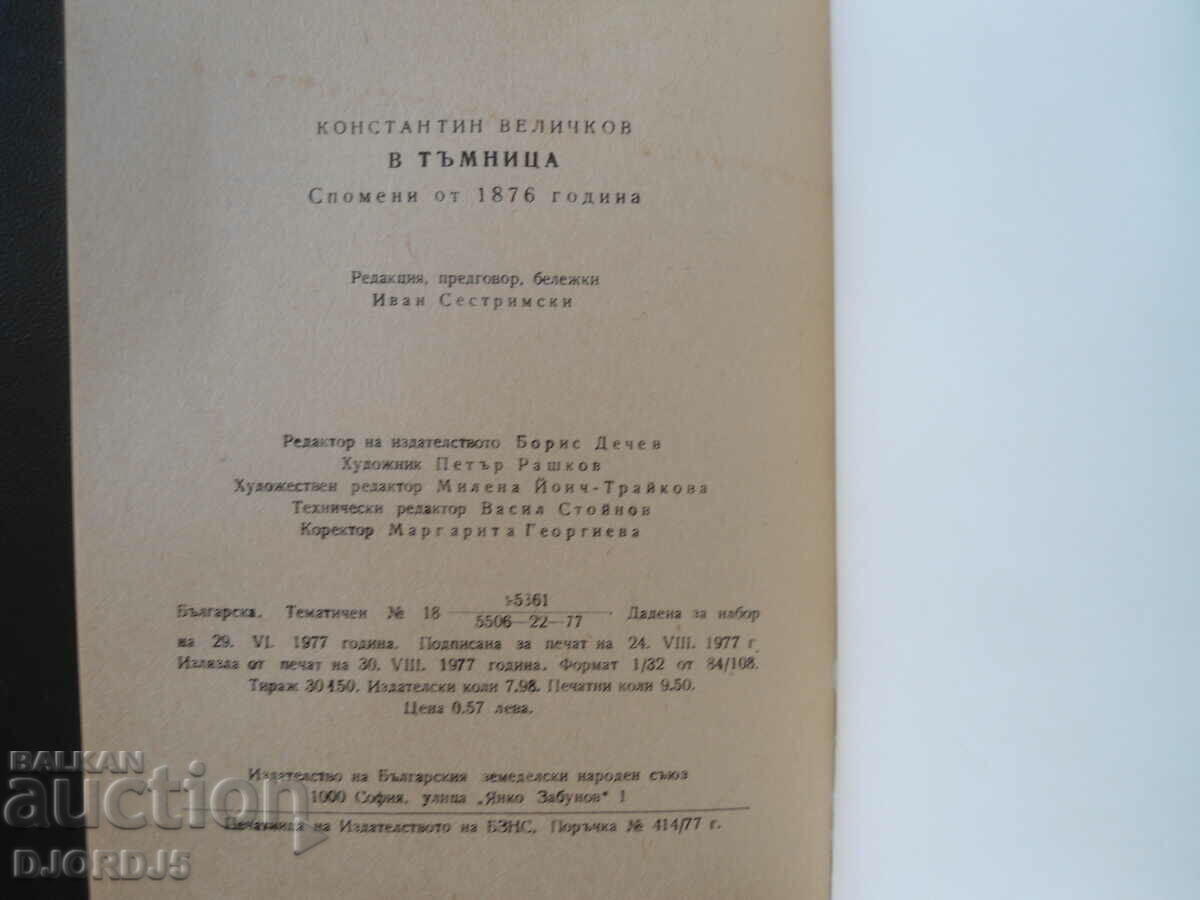 КОНСТАНТИН ВЕЛИЧКОВ
В ТЪМНИЦА
Спомени от 1876 година
Редакция, предговор, бележки
Иван Сестримски
Редактор на издателството Борис Дечев
Художник Петър Рашков
Художествен редактор Милена Йоич-Трайкова
Технически редактор Васил Стойнов
Коректор Маргарита Георгиева
Българска. Тематичен № 18 5506—22—77 Дадена за набор
на 29. VI. 1977 година. Подписана за печат на 24. VIII. 1977 г
Излязла от печат на 30. VIII. 1977 година. Формат 1/32 от 84/108.
Тираж 30150. Издателски коли 7.98. Печатни коли 9.50.
Цена 0.57 лева.
Издателство на Българския земеделски народен съюз
1000 София, улица „Янко Забунов" 1
Печатница на Издателството на БЗНС, Поръчка № 414/77 г.
BALKAN
auction
DJORDJ5